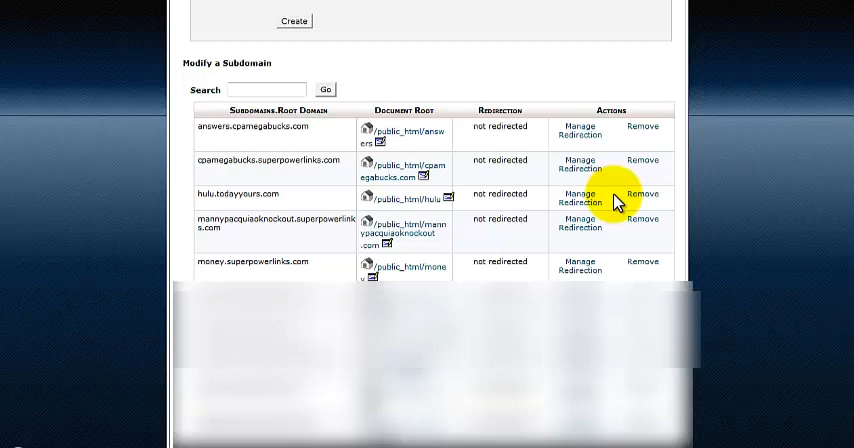 Create
Modify a Subdomain
Search Go
Subdomains.Root Domain Document Root Redirection Actions
answers.cpamegabucks.com /public_html/answ not redirected Manage Remove
ers Redirection
cpamegabucks.superpowerlinks.com /public_html/cpam not redirected Manage Remove
egabucks.com Redirection
hulu.todayyours.com /public_html/hulu not redirected Manage Remove
Redirection
mannypacquiaoknockout.superpowerlink /public_html/mann not redirected Manage Remove
s.com ypacquiaoknockout Redirection
.com
money.superpowerlinks.com /public_html/mone not redirected Manage Remove
y Redirection